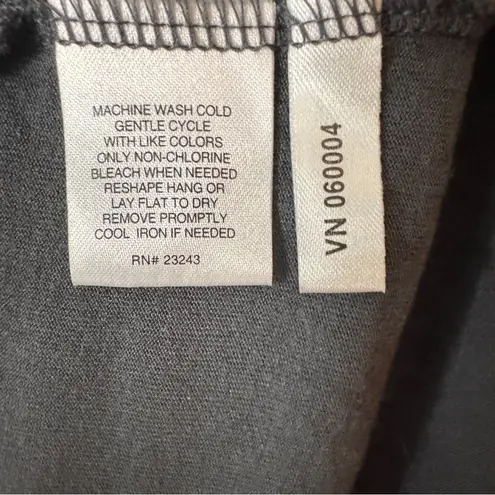 MACHINE WASH COLD
GENTLE CYCLE
WITH LIKE COLORS
ONLY NON-CHLORINE
BLEACH WHEN NEEDED
RESHAPE HANG OR
LAY FLAT TO DRY
REMOVE PROMPTLY
COOL IRON IF NEEDED
RN# 23243
VN 060004